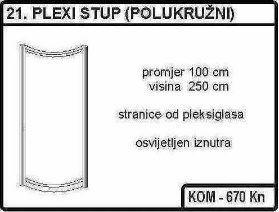 21. PLEXI STUP (POLUKRUŽNI)
promjer 100 cm
visina 250 cm
stranice od pleksiglasa
osvijetljen iznutra
KOM - 670 Kn